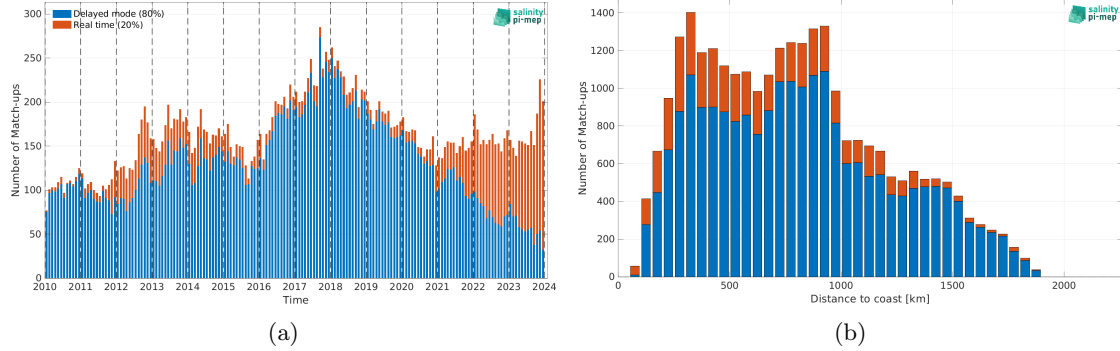 Delayed mode (80%)
Real time (20%)
salinity
pi-mep
300
250
200
150
100
50
0
Number of Match-ups
2010 2011 2012 2013 2014 2015 2016 2017 2018 2019 2020 2021 2022 2023 2024
Time
(a)
salinity
pi-mep
1400
1200
1000
800
600
400
200
0
Number of Match-ups
0 500 1000 1500 2000
Distance to coast [km]
(b)